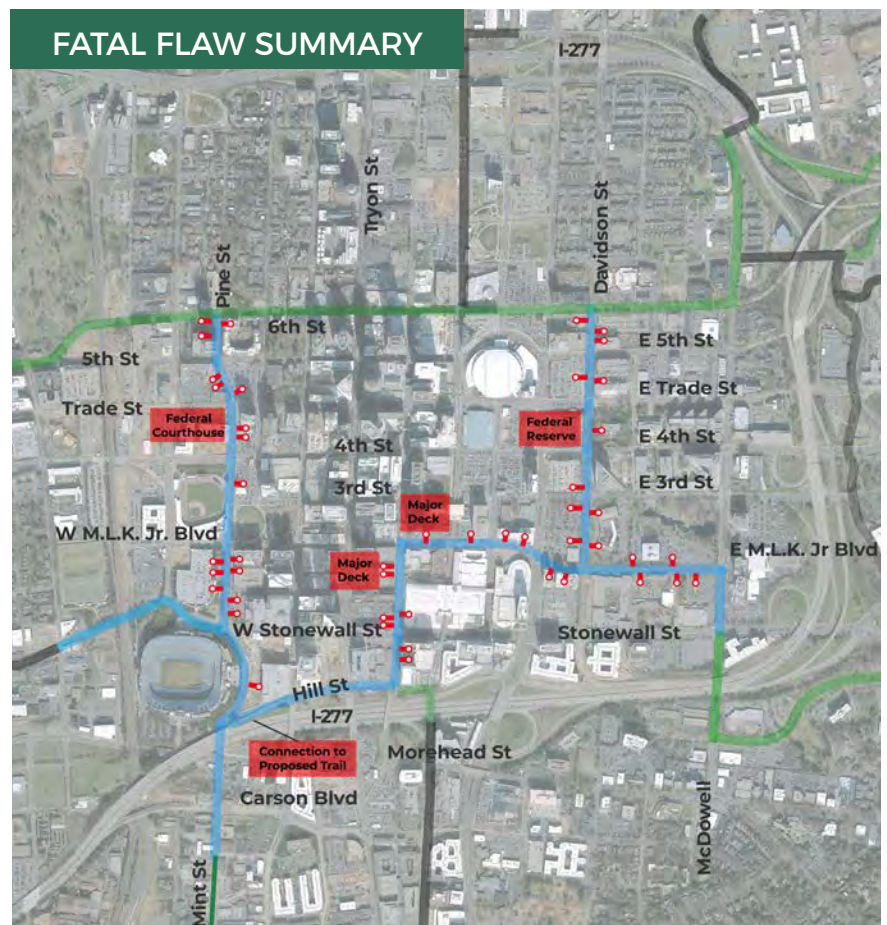 FATAL FLAW SUMMARY
I-277
Tryon St
Davidson St
Pine St
6th St
5th St
E 5th St
Trade St
E Trade St
Federal
Courthouse
Federal
Reserve
E 4th St
4th St
3rd St
E 3rd St
Major
Deck
W M.L.K. Jr. Blvd
E M.L.K. Jr Blvd
Major
Deck
W Stonewall St
Stonewall St
Hill St
I-277
Connection to
Proposed Trail
Morehead St
Carson Blvd
McDowell
Mint St